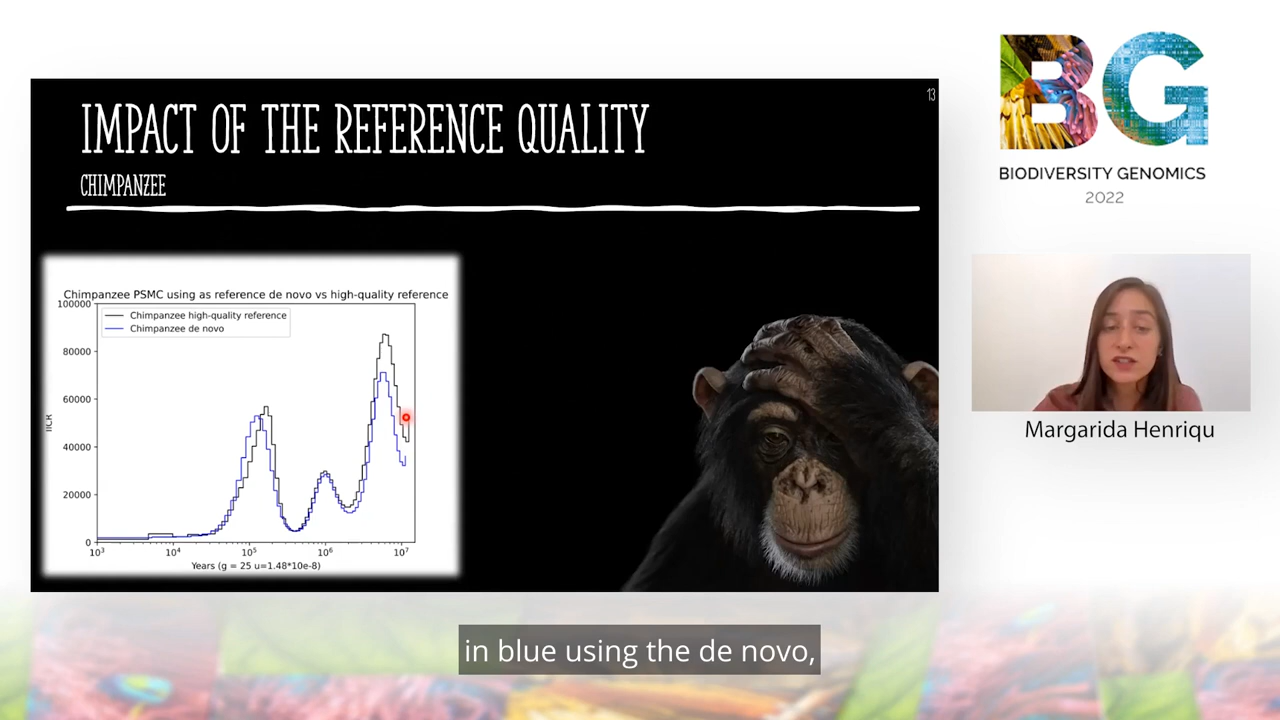 13
IMPACT OF THE REFERENCE QUALITY
CHIMPANZEE
Chimpanzee PSMC using as reference de novo vs high-quality reference
Chimpanzee high-quality reference
Chimpanzee de novo
100000
80000
60000
40000
20000
0
10³ 10⁴ 10⁵ 10⁶ 10⁷
Years (g = 25 u=1.48*10e-8)
BG
BIODIVERSITY GENOMICS
2022
Margarida Henriqu
in blue using the de novo,